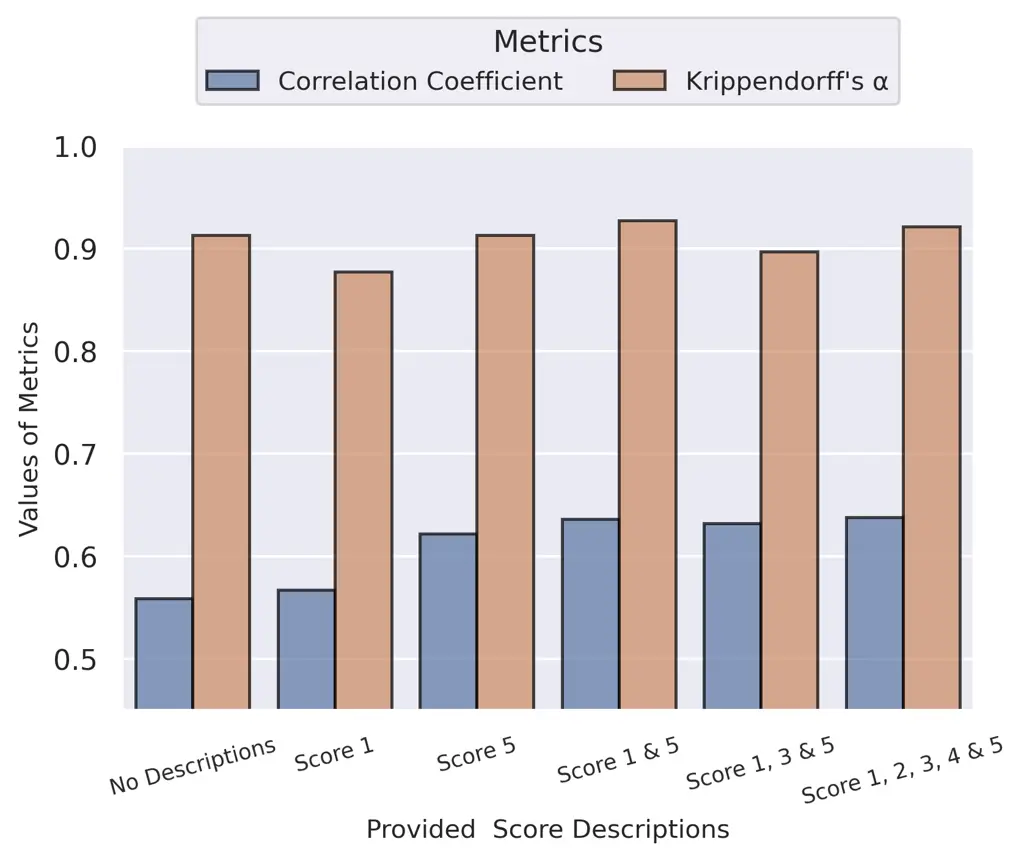 Metrics
Correlation Coefficient
Krippendorff's α
1.0
0.9
0.8
0.7
0.6
0.5
Values of Metrics
No Descriptions
Score 1
Score 5
Score 1 & 5
Score 1, 3 & 5
Score 1, 2, 3, 4 & 5
Provided  Score Descriptions